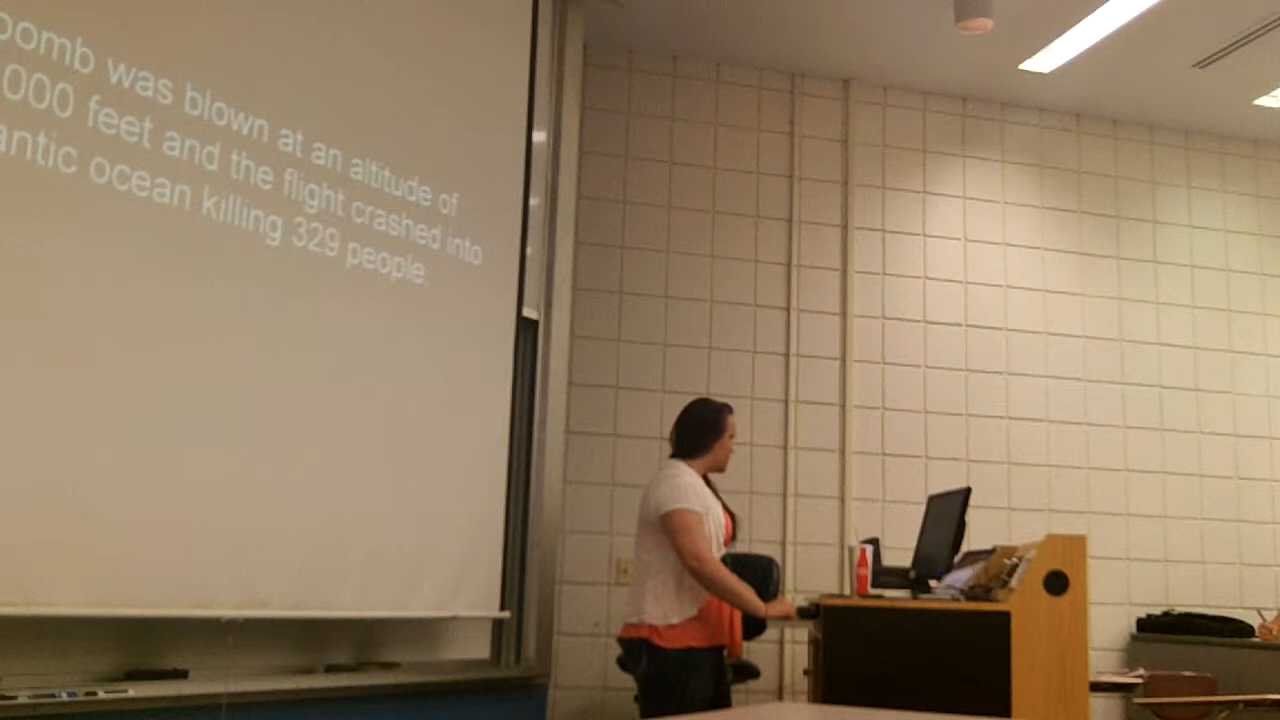 bomb was blown at an altitude of
000 feet and the flight crashed into
antic ocean killing 329 people.